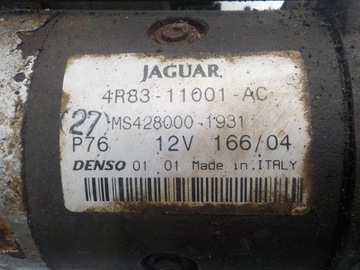 JAGUAR
4R83-11001-AC
27 MS428000-1931
P76 12V 166/04
DENSO 01 01 Made in ITALY